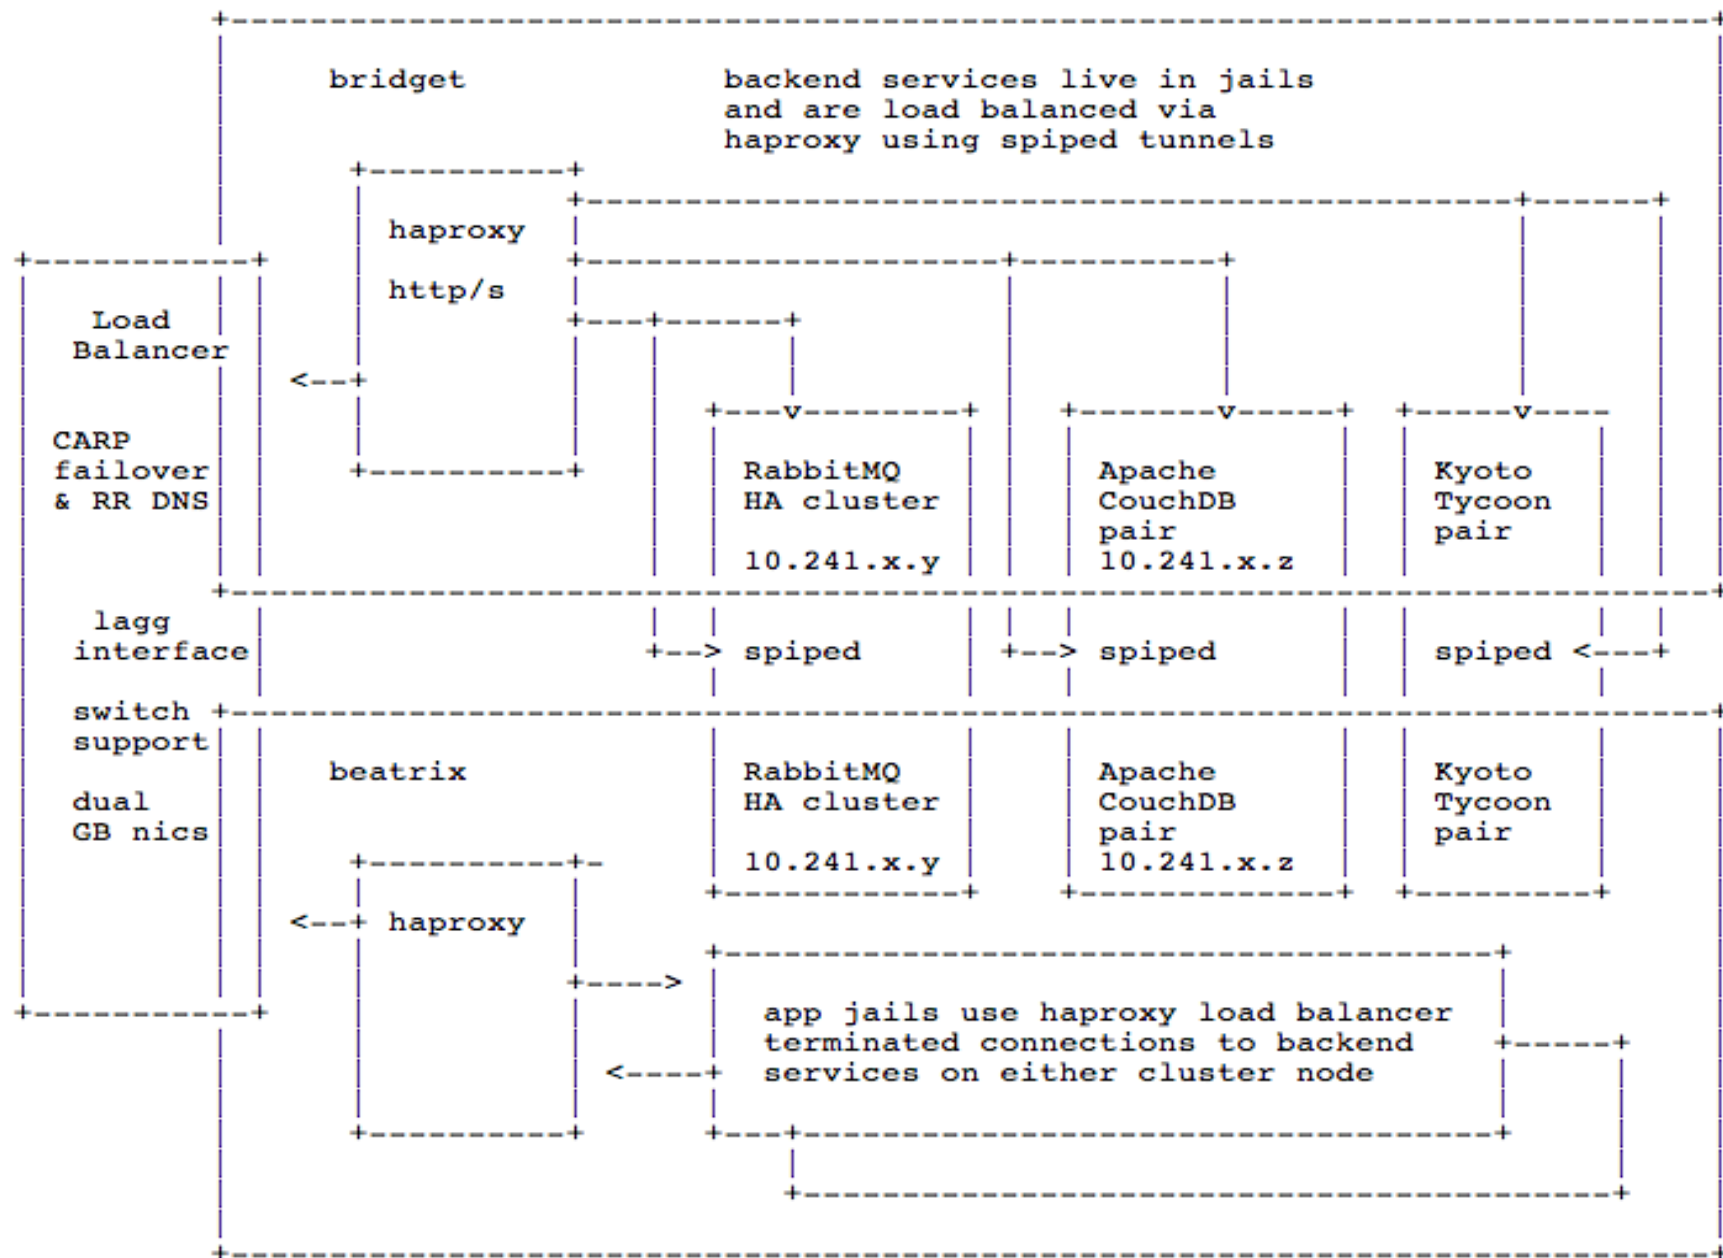 bridget
backend services live in jails
and are load balanced via
haproxy using spiped tunnels
haproxy
http/s
Load
Balancer
CARP
failover
& RR DNS
RabbitMQ
HA cluster
10.241.x.y
Apache
CouchDB
pair
10.241.x.z
Kyoto
Tycoon
pair
lagg
interface
spiped
spiped
spiped
switch
support
dual
GB nics
beatrix
RabbitMQ
HA cluster
10.241.x.y
Apache
CouchDB
pair
10.241.x.z
Kyoto
Tycoon
pair
haproxy
app jails use haproxy load balancer
terminated connections to backend
services on either cluster node